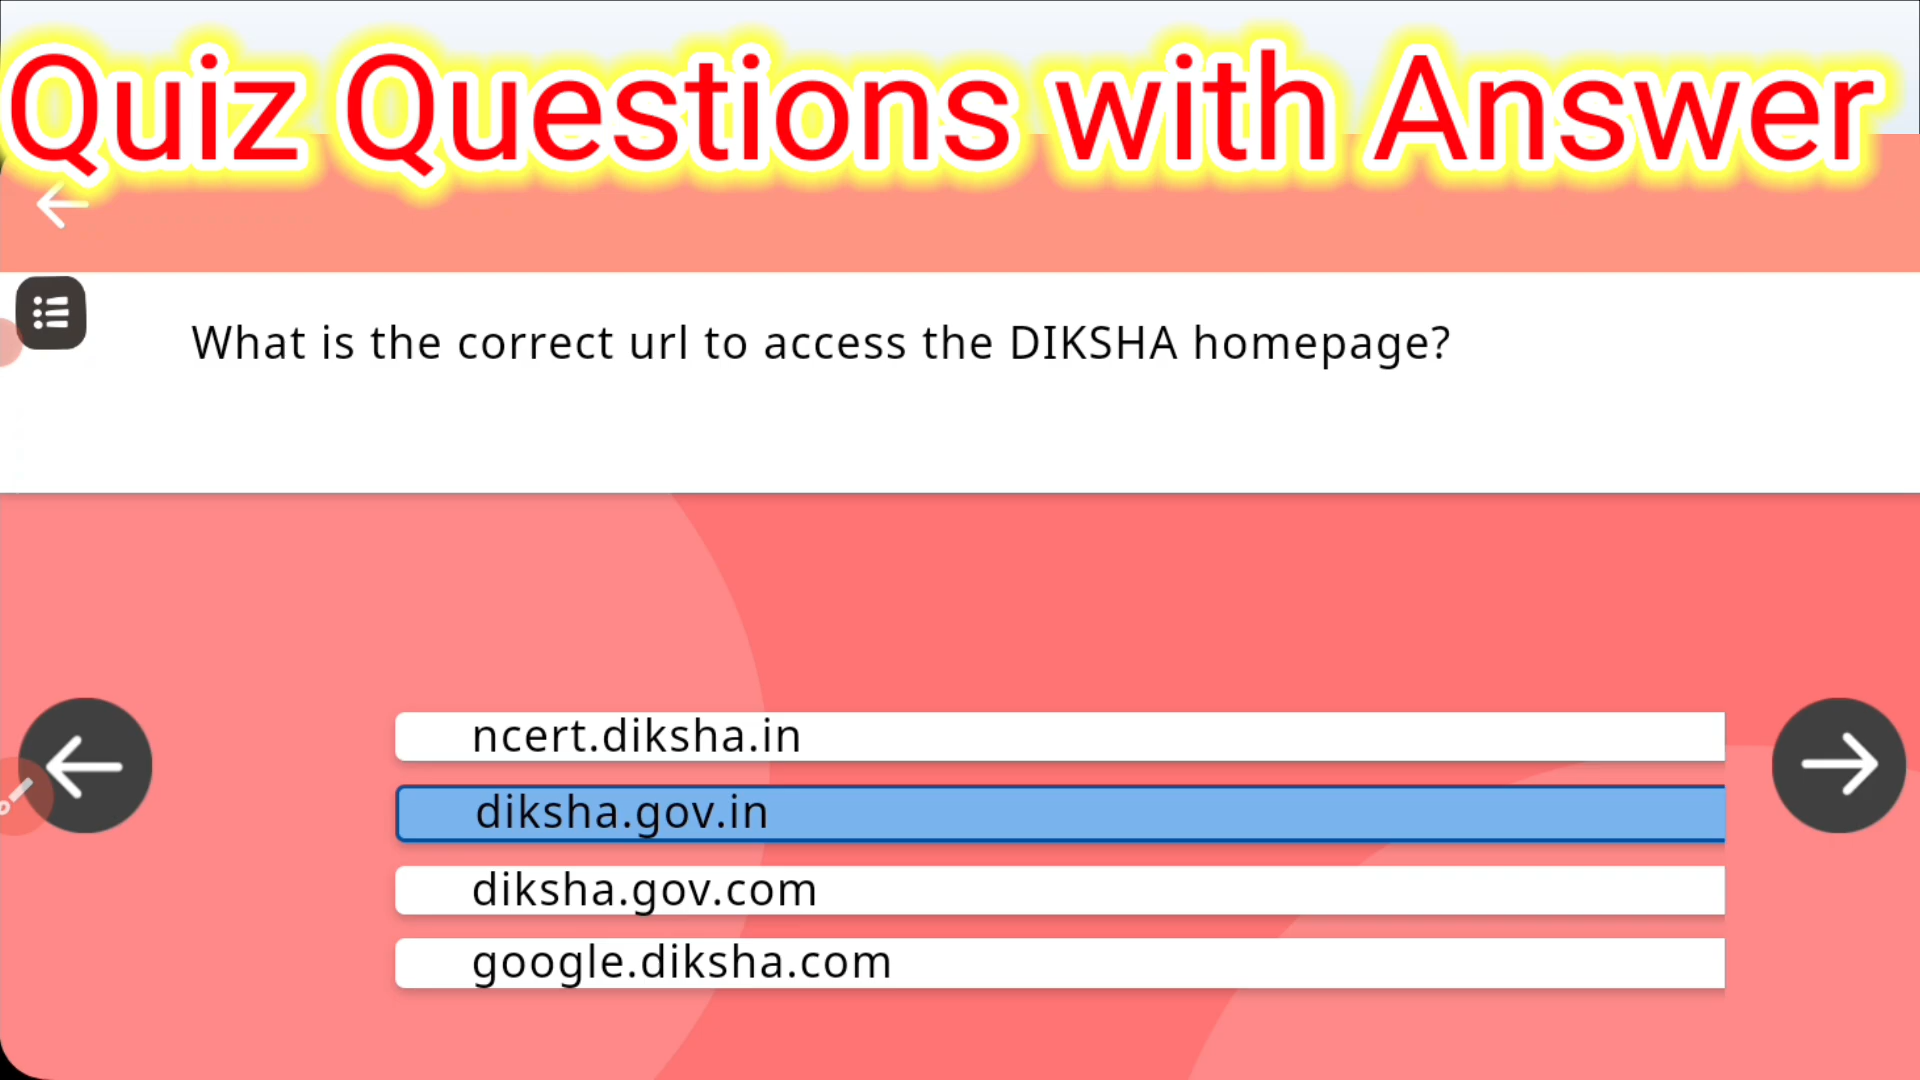 Quiz Questions with Answer
What is the correct url to access the DIKSHA homepage?
ncert.diksha.in
diksha.gov.in
diksha.gov.com
google.diksha.com